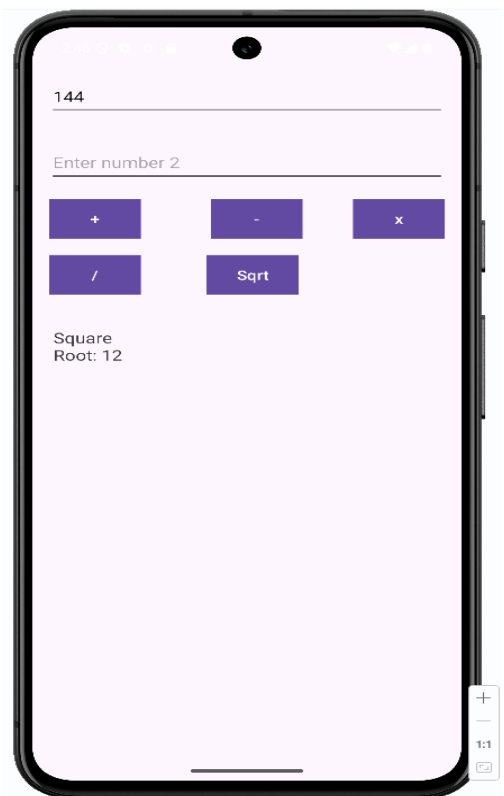 144
Enter number 2
+ - x
/ Sqrt
Square
Root: 12
1:1